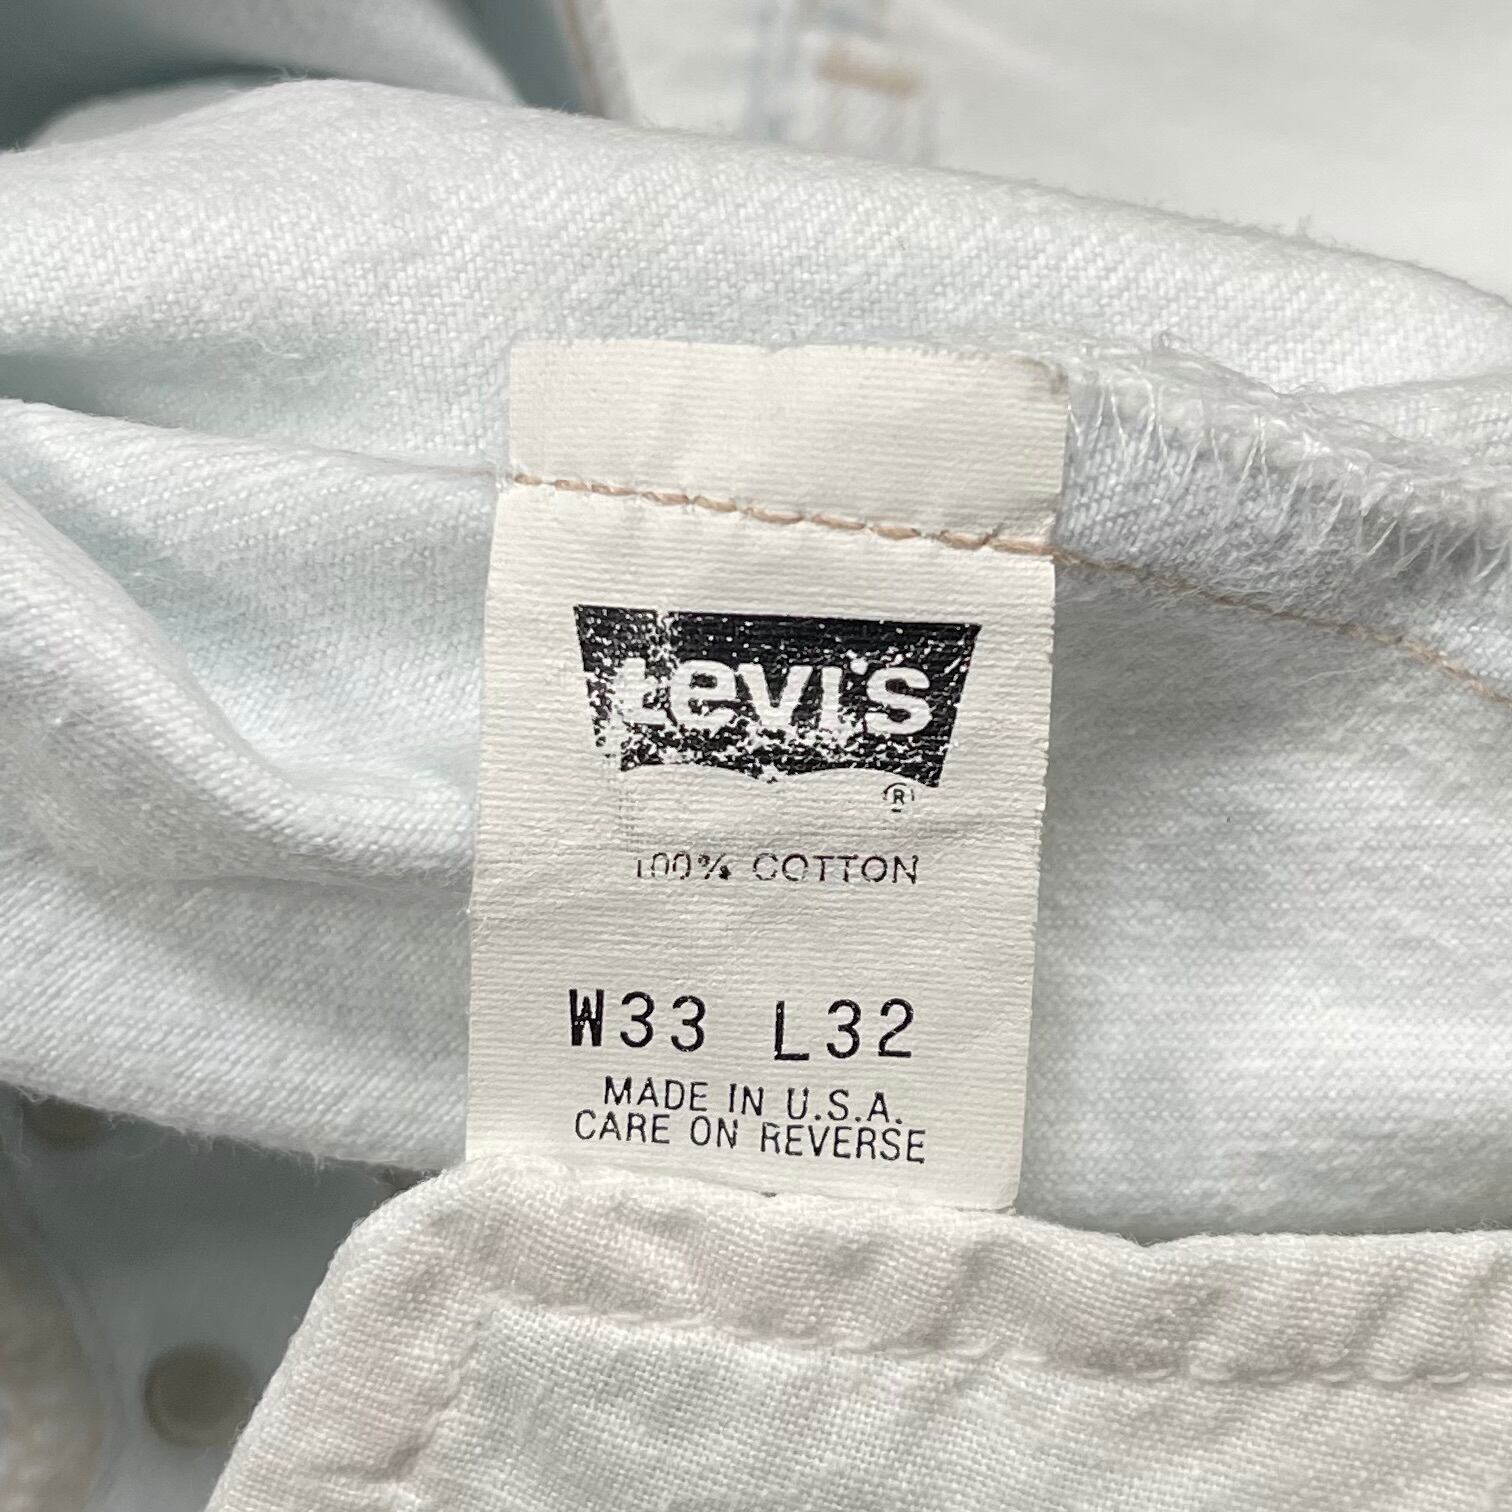 Levi's
®
100% COTTON
W33 L32
MADE IN U.S.A.
CARE ON REVERSE